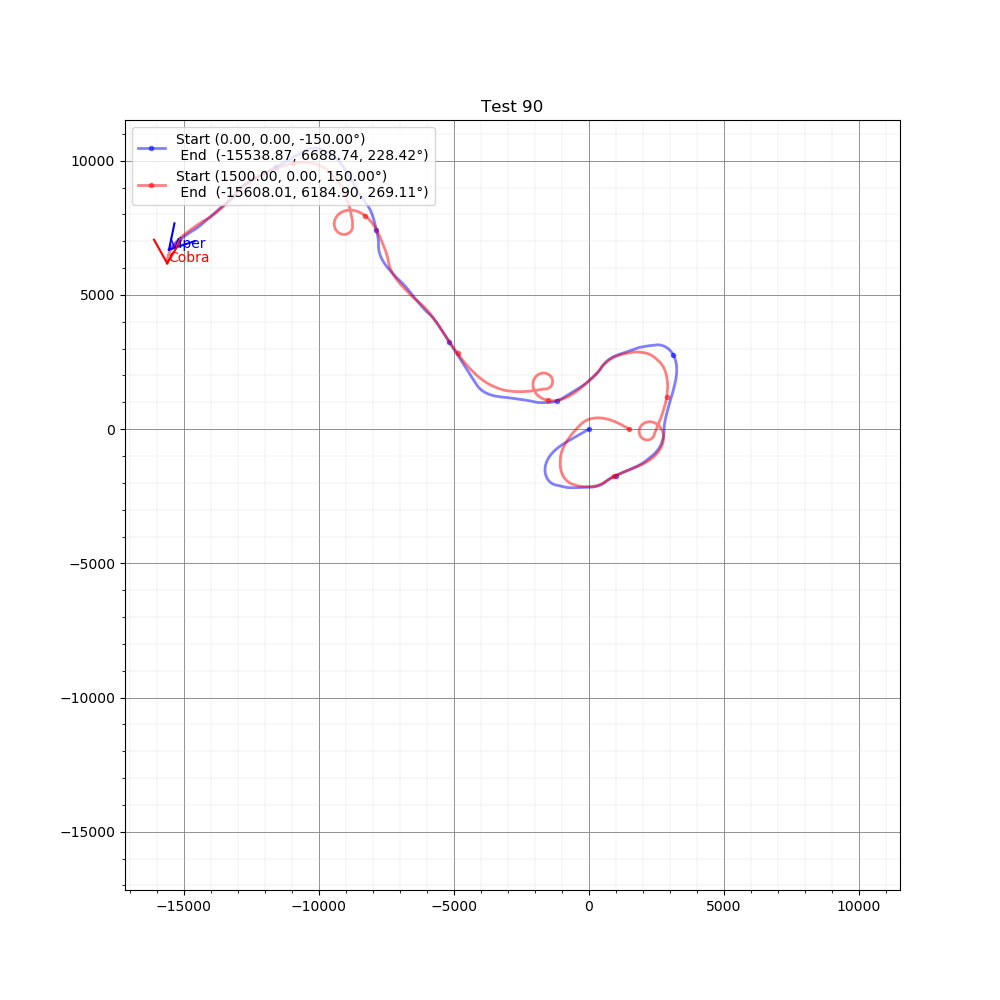 Test 90
Start (0.00, 0.00, -150.00°)
End (-15538.87, 6688.74, 228.42°)
Start (1500.00, 0.00, 150.00°)
End (-15608.01, 6184.90, 269.11°)
10000
5000
0
−5000
−10000
−15000
Viper
Cobra
−15000
−10000
−5000
0
5000
10000